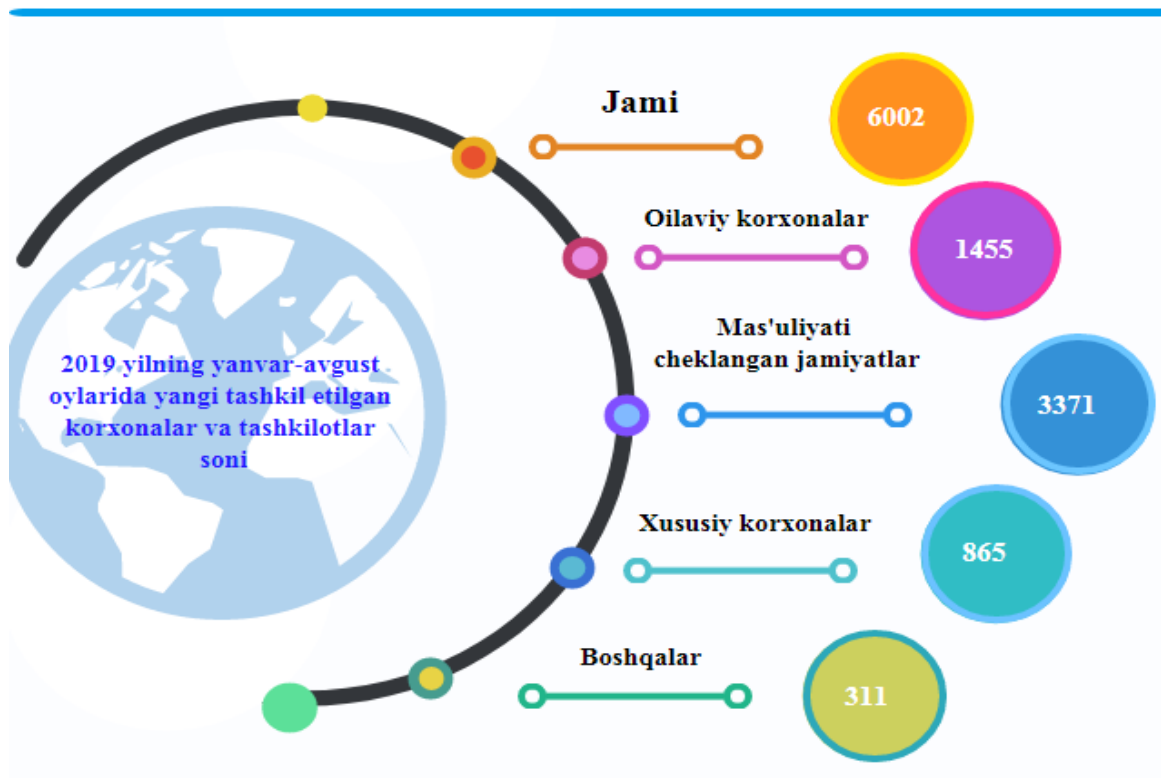 Jami
6002
Oilaviy korxonalar
1455
Mas'uliyati
cheklangan jamiyatlar
3371
2019 yilning yanvar-avgust
oylarida yangi tashkil etilgan
korxonalar va tashkilotlar
soni
Xususiy korxonalar
865
Boshqalar
311